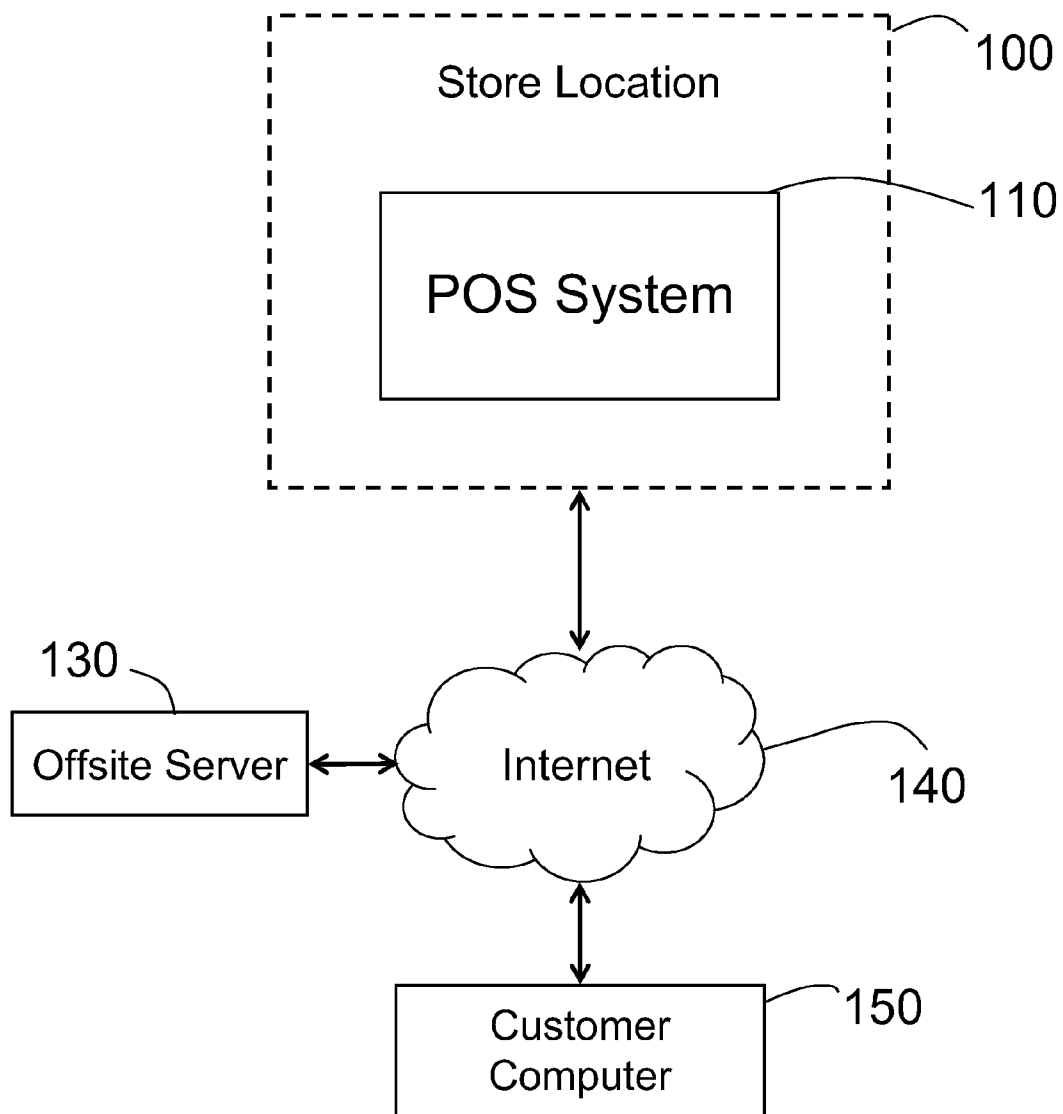 100
Store Location
110
POS System
130
Offsite Server
Internet
140
150
Customer
Computer